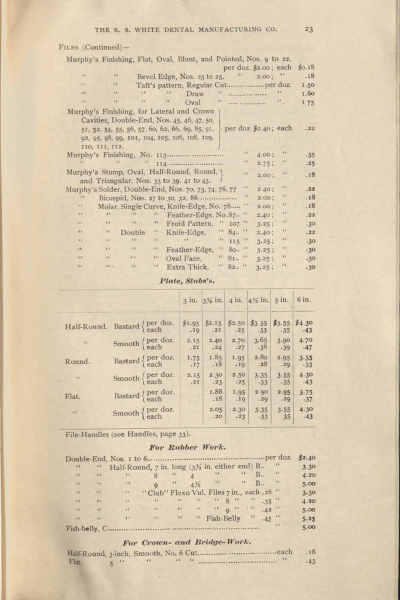 THE S. S. WHITE DENTAL MANUFACTURING CO. 23
FILES (Continued)—
Murphy's Finishing, Flat, Oval, Blunt, and Pointed, Nos. 9 to 22,
per doz. $2.00; each $0.18
" " Bevel Edge, Nos. 23 to 25, " 2.00; " .18
" " Taft's pattern, Regular Cut per doz. 1.50
" " " " Draw " " 1.60
" " " " Oval " " 1 75
Murphy's Finishing, for Lateral and Crown
Cavities, Double-End, Nos. 45, 46, 47, 50,
51, 52, 54, 55, 56, 57, 60, 62, 66, 69, 85, 91, per doz. $2.40; each .22
92, 95, 98, 99, 101, 104, 105, 106, 108, 109,
110, 111, 112.
Murphy's Finishing, No. 113 " 4.00; " .35
" " " 114 " 2.75; " .25
Murphy's Stump, Oval, Half-Round, Round, " 2.00; " .18
and Triangular, Nos. 33 to 39, 41 to 43.
Murphy's Solder, Double-End, Nos. 70, 73, 74, 76, 77 " 2.40; " .22
" Bicuspid, Nos. 27 to 30, 32, 86 " 2.00; " .18
" Molar, Single Curve, Knife-Edge, No. 78 " 2.00; " .18
" " " " Feather-Edge, No. 87 " 2.40; " .22
" " " " Froid Pattern, " 107 " 3.25; " .30
" " Double " Knife-Edge, " 84 " 2.40; " .22
" " " " " " 115 " 3.25; " .30
" " " " Feather-Edge, " 80 " 3.25; " .30
" " " " Oval Face, " 81 " 3.25; " .30
" " " " Extra Thick, " 82 " 3.25; " .30
Plate, Stubs's.
3 in. 3½ in. 4 in. 4½ in. 5 in. 6 in.
Half-Round. Bastard per doz. $1.95 $2.15 $2.50 $3.35 $3.55 $4.30
each .19 .21 .25 .33 .35 .43
" Smooth per doz. 2.15 2.40 2.70 3.65 3.90 4.70
each .21 .24 .27 .36 .39 .47
Round. Bastard per doz. 1.75 1.85 1.95 2.80 2.95 3.35
each .17 .18 .19 .28 .29 .33
" Smooth per doz. 2.15 2.30 2.50 3.35 3.55 4.30
each .21 .23 .25 .33 .35 .43
Flat. Bastard per doz. 1.88 1.95 2 90 2.95 3.75
each .18 .19 .29 .29 .37
" Smooth per doz. 2.05 2.30 3.35 3.55 4.30
each .20 .23 .33 .35 .43
File-Handles (see Handles, page 33).
For Rubber Work.
Double-End, Nos. 1 to 6 per doz. $2.40
" " Half-Round, 7 in. long (3½ in. either end) B. " 3.30
" " " 8 " 4 " " B. " 4.20
" " " 9 " 4½ " " B. " 5.00
" " "Club" Flexo Vul. Files 7 in., each .28 " 3.30
" " " " " 8 " " .35 " 4.20
" " " " " 9 " " .42 " 5.00
" " " " " Fish-Belly " .45 " 5.25
Fish-belly, C " 5.00
For Crown- and Bridge-Work.
Half-Round, 3-inch, Smooth, No. 6 Cut each .18
Flat, 5 " " " " " .43